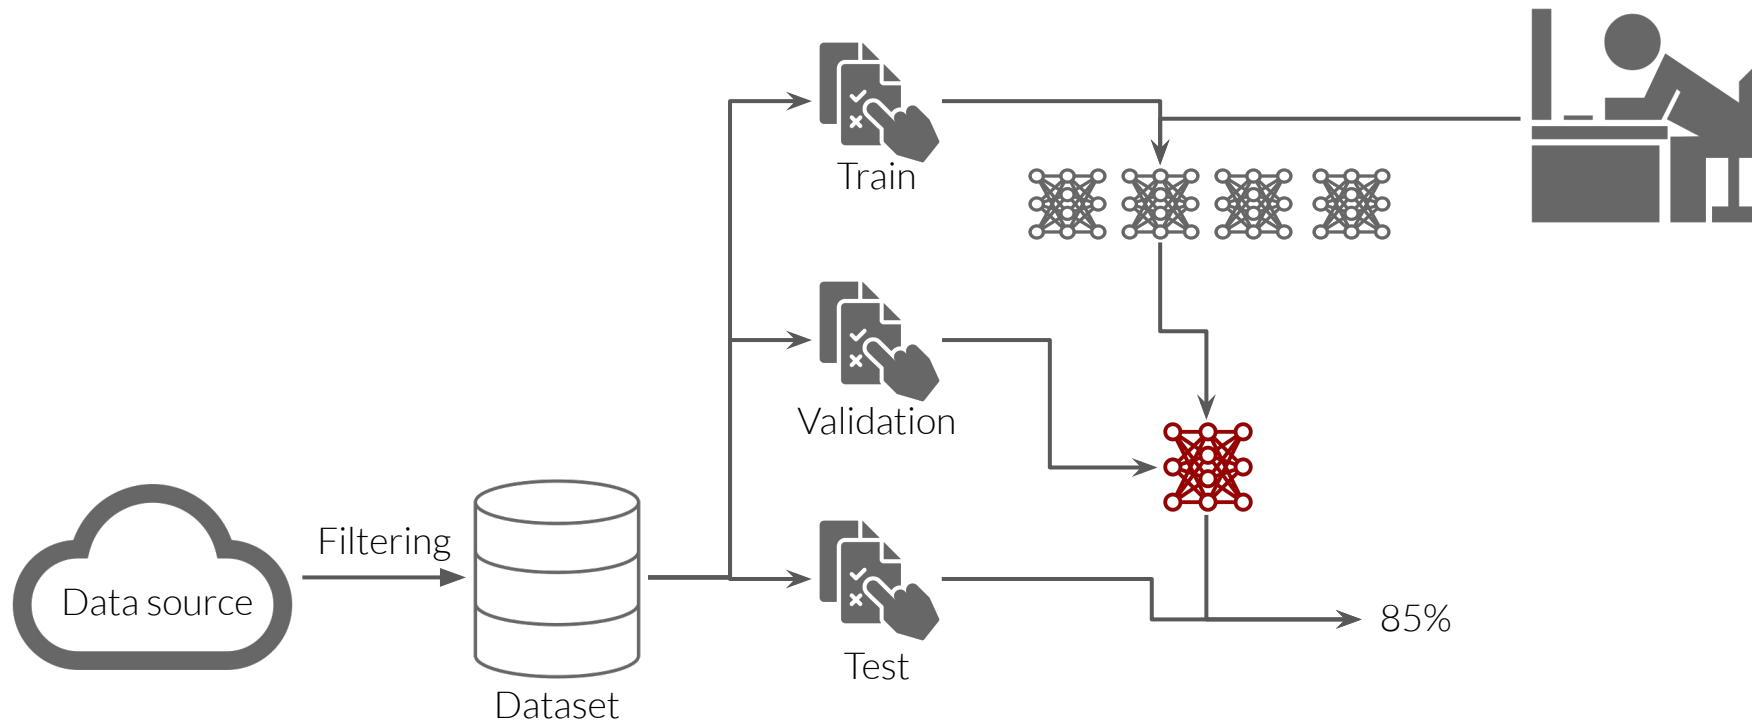 Train
Validation
Filtering
Data source
Dataset
Test
85%